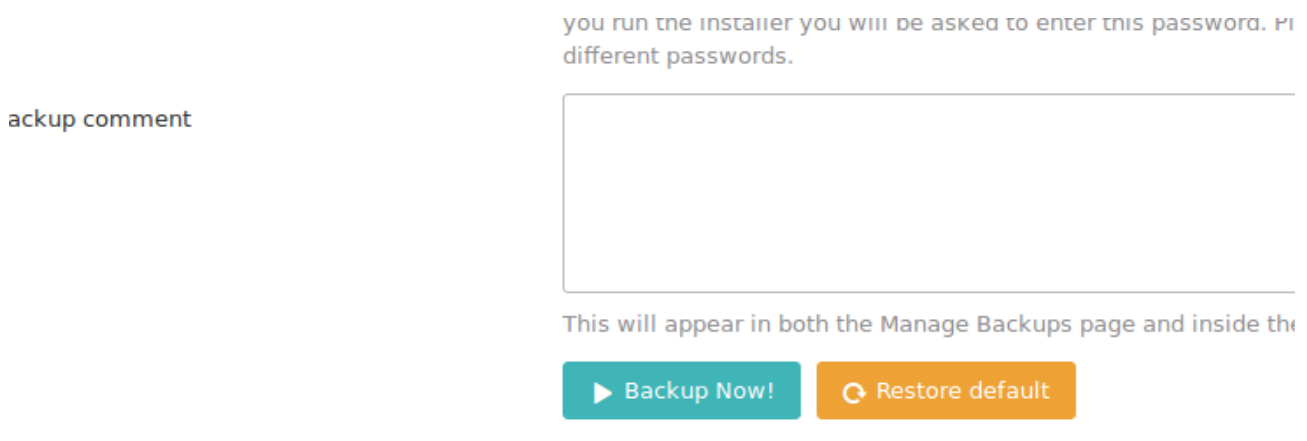 you run the installer you will be asked to enter this password. Pl
different passwords.
ackup comment
This will appear in both the Manage Backups page and inside the
Backup Now!
Restore default